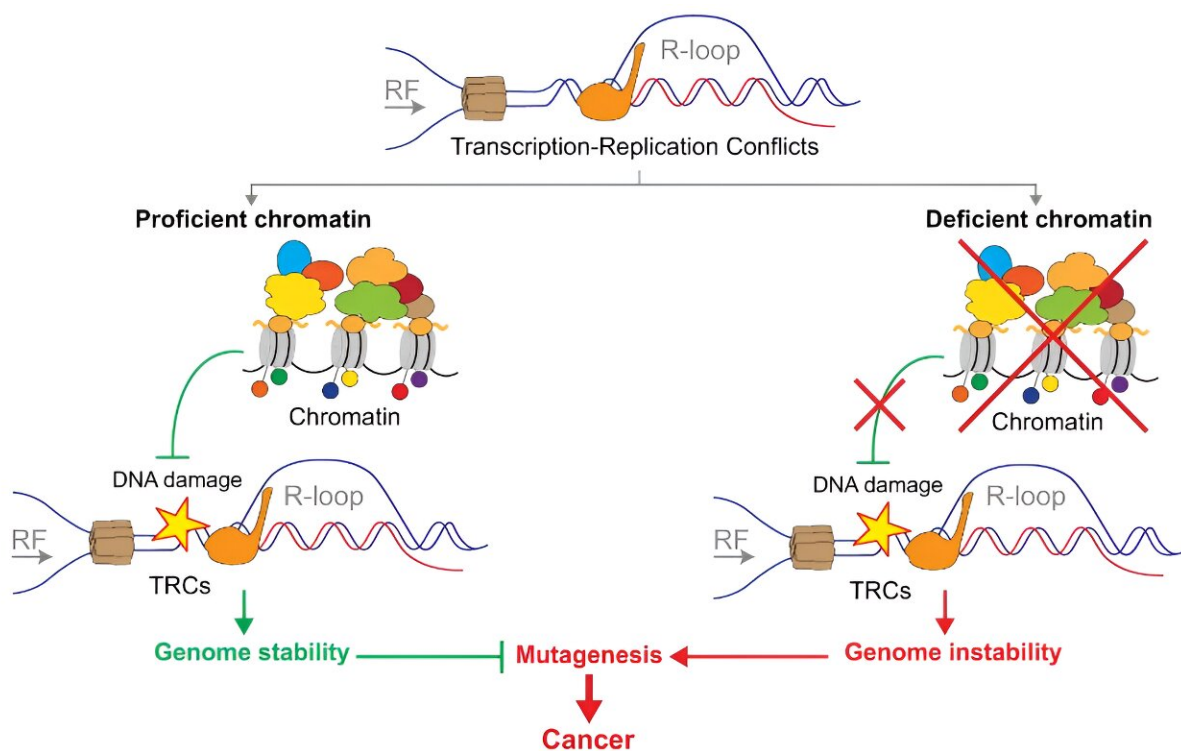 R-loop
RF
Transcription-Replication Conflicts
Proficient chromatin
Deficient chromatin
Chromatin
Chromatin
DNA damage
R-loop
RF
TRCs
DNA damage
R-loop
RF
TRCs
Genome stability
Mutagenesis
Genome instability
Cancer